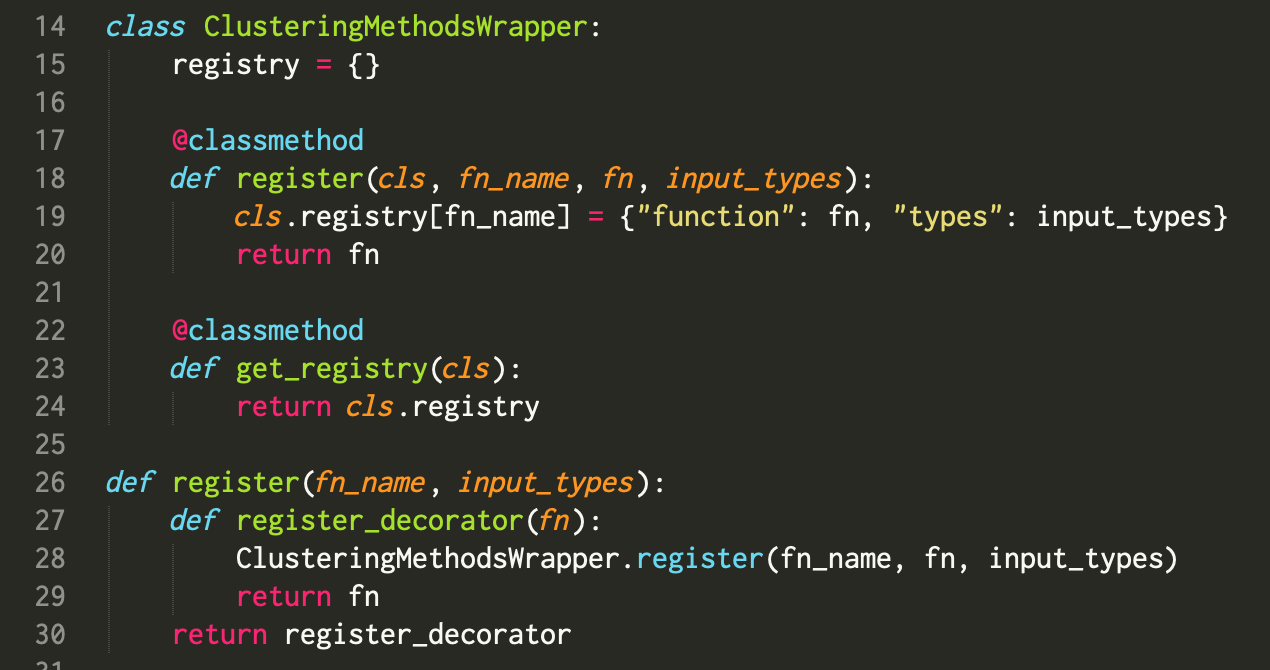 14 class ClusteringMethodsWrapper:
15     registry = {}
16
17     @classmethod
18     def register(cls, fn_name, fn, input_types):
19         cls.registry[fn_name] = {"function": fn, "types": input_types}
20         return fn
21
22     @classmethod
23     def get_registry(cls):
24         return cls.registry
25
26 def register(fn_name, input_types):
27     def register_decorator(fn):
28         ClusteringMethodsWrapper.register(fn_name, fn, input_types)
29         return fn
30     return register_decorator
31